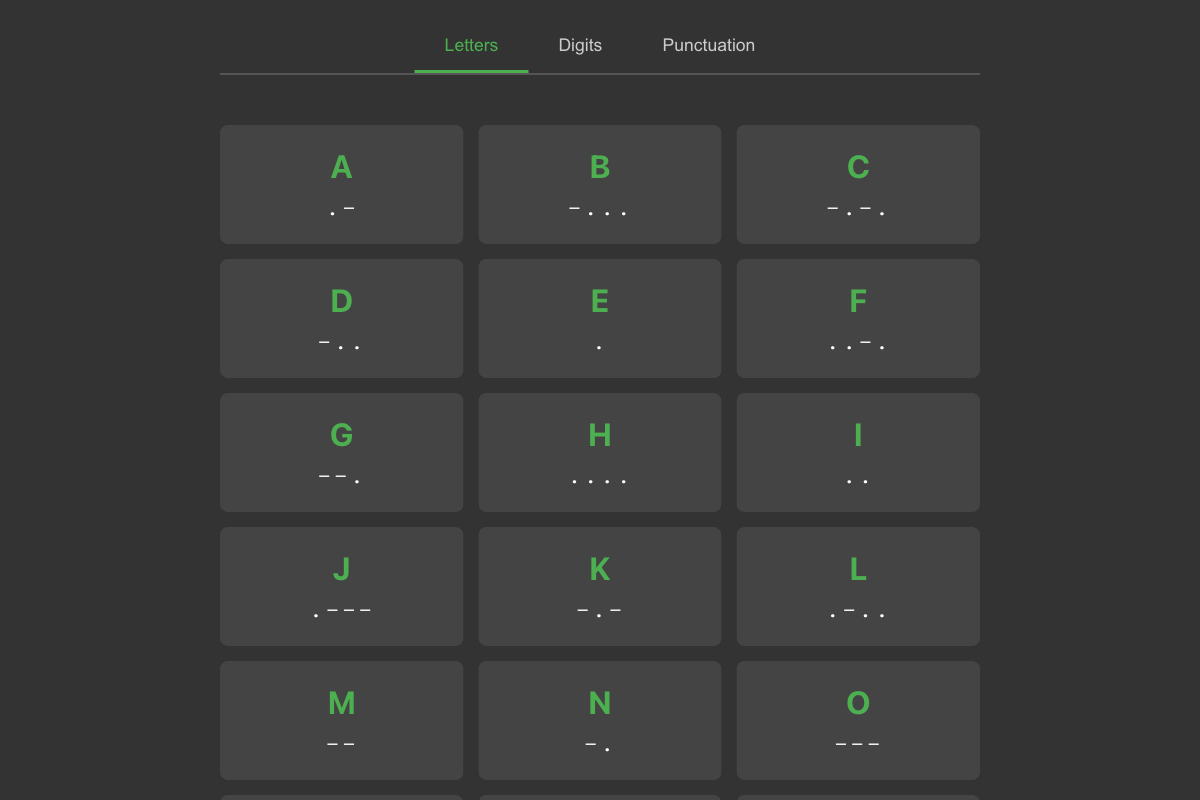 Letters Digits Punctuation
A B C
.– –... –.–.
D E F
–.. . ..–.
G H I
––. .... ..
J K L
.––– –.– .–..
M N O
–– –. –––